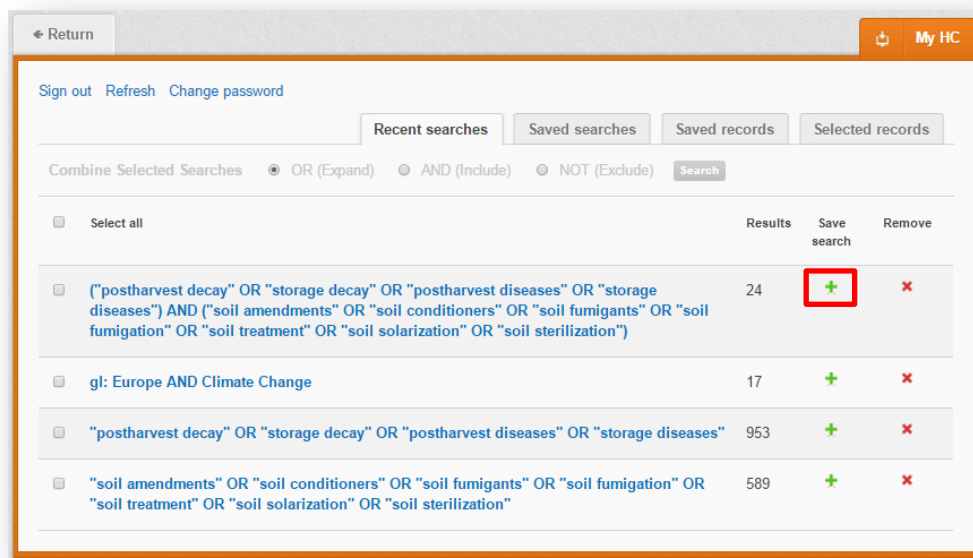 Return
My HC
Sign out Refresh Change password
Recent searches Saved searches Saved records Selected records
Combine Selected Searches OR (Expand) AND (Include) NOT (Exclude) Search
Select all Results Save search Remove
("postharvest decay" OR "storage decay" OR "postharvest diseases" OR "storage 24
diseases") AND ("soil amendments" OR "soil conditioners" OR "soil fumigants" OR "soil
fumigation" OR "soil treatment" OR "soil solarization" OR "soil sterilization")
gl: Europe AND Climate Change 17
"postharvest decay" OR "storage decay" OR "postharvest diseases" OR "storage diseases" 953
"soil amendments" OR "soil conditioners" OR "soil fumigants" OR "soil fumigation" OR 589
"soil treatment" OR "soil solarization" OR "soil sterilization"